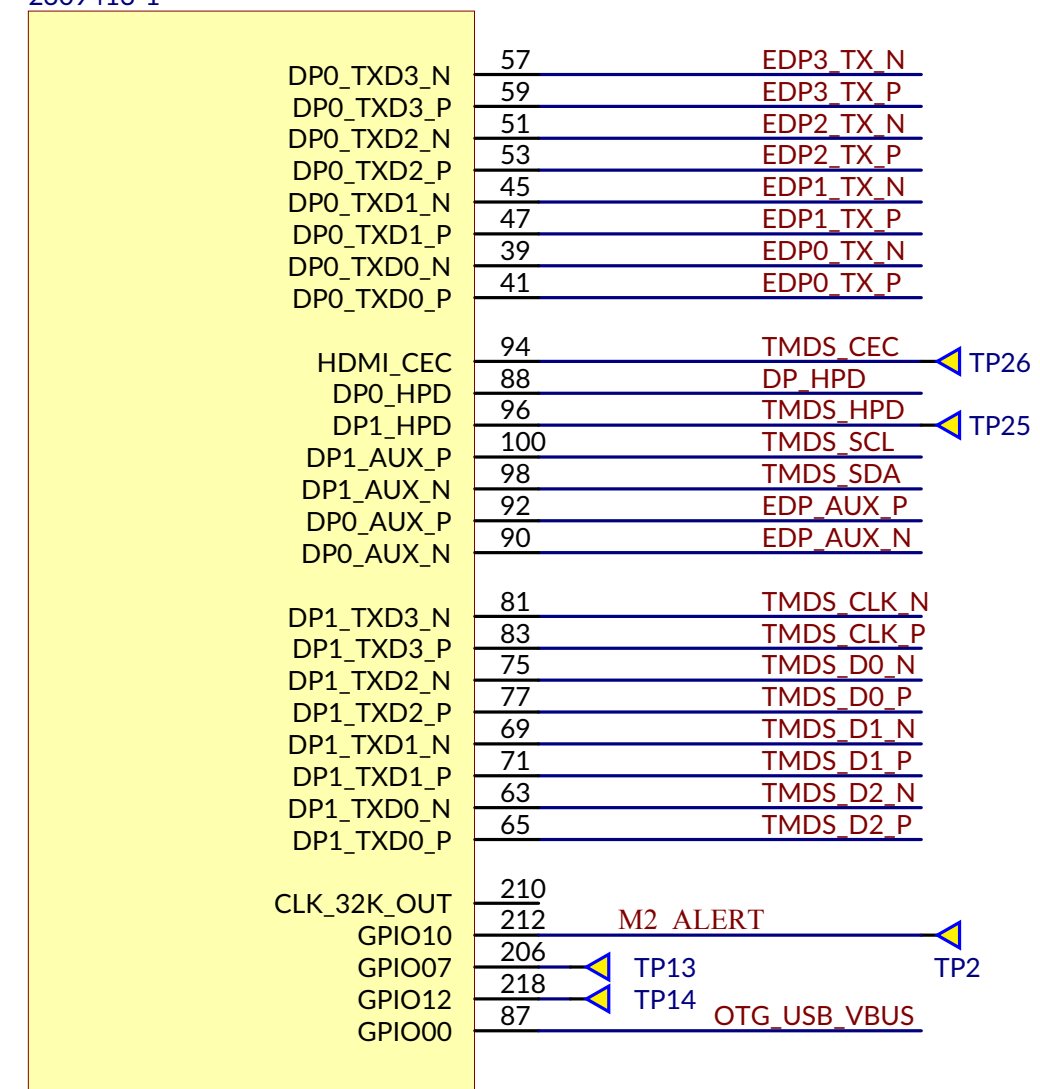 DP0_TXD3_N 57 EDP3_TX_N
DP0_TXD3_P 59 EDP3_TX_P
DP0_TXD2_N 51 EDP2_TX_N
DP0_TXD2_P 53 EDP2_TX_P
DP0_TXD1_N 45 EDP1_TX_N
DP0_TXD1_P 47 EDP1_TX_P
DP0_TXD0_N 39 EDP0_TX_N
DP0_TXD0_P 41 EDP0_TX_P
HDMI_CEC 94 TMDS_CEC TP26
DP0_HPD 88 DP_HPD
DP1_HPD 96 TMDS_HPD TP25
DP1_AUX_P 100 TMDS_SCL
DP1_AUX_N 98 TMDS_SDA
DP0_AUX_P 92 EDP_AUX_P
DP0_AUX_N 90 EDP_AUX_N
DP1_TXD3_N 81 TMDS_CLK_N
DP1_TXD3_P 83 TMDS_CLK_P
DP1_TXD2_N 75 TMDS_D0_N
DP1_TXD2_P 77 TMDS_D0_P
DP1_TXD1_N 69 TMDS_D1_N
DP1_TXD1_P 71 TMDS_D1_P
DP1_TXD0_N 63 TMDS_D2_N
DP1_TXD0_P 65 TMDS_D2_P
CLK_32K_OUT 210
GPIO10 212 M2_ALERT TP2
GPIO07 206 TP13
GPIO12 218 TP14
GPIO00 87 OTG_USB_VBUS